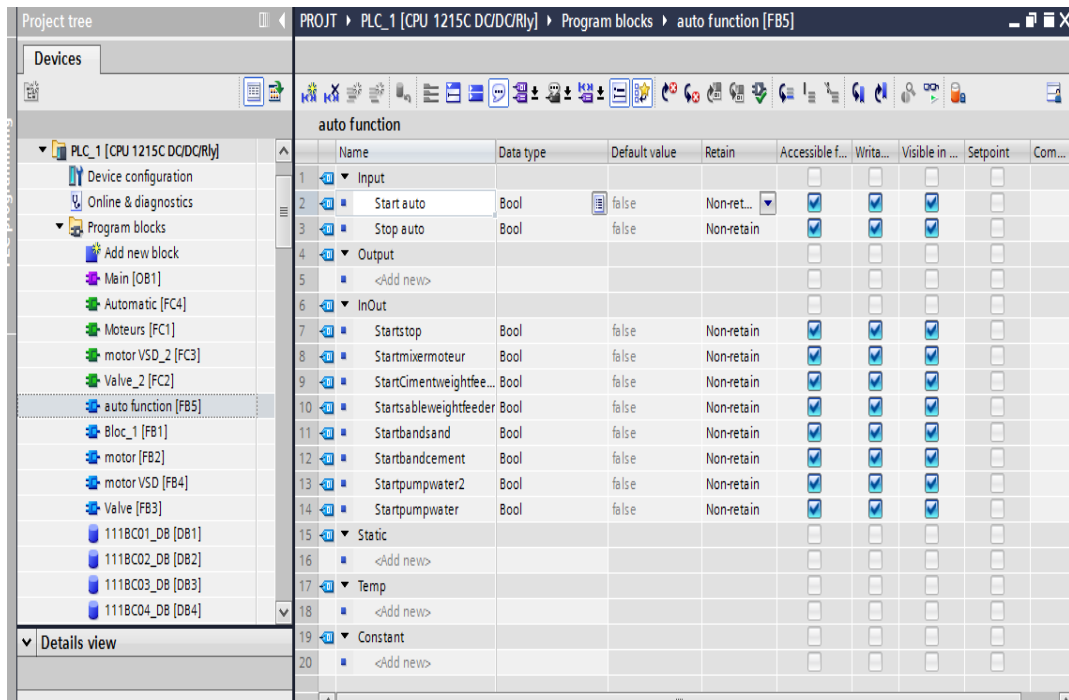 Project tree
Devices
PLC_1 [CPU 1215C DC/DC/Rly]
Device configuration
Online & diagnostics
Program blocks
Add new block
Main [OB1]
Automatic [FC4]
Moteurs [FC1]
motor VSD_2 [FC3]
Valve_2 [FC2]
auto function [FB5]
Bloc_1 [FB1]
motor [FB2]
motor VSD [FB4]
Valve [FB3]
111BC01_DB [DB1]
111BC02_DB [DB2]
111BC03_DB [DB3]
111BC04_DB [DB4]
Details view
PROJT PLC_1 [CPU 1215C DC/DC/Rly] Program blocks auto function [FB5]
auto function
Name Data type Default value Retain Accessible f... Writa... Visible in ... Setpoint Com...
1 Input
2 Start auto Bool false Non-ret...
3 Stop auto Bool false Non-retain
4 Output
5 <Add new>
6 InOut
7 Startstop Bool false Non-retain
8 Startmixermoteur Bool false Non-retain
9 StartCimentweightfee... Bool false Non-retain
10 Startsableweightfeeder Bool false Non-retain
11 Startbandsand Bool false Non-retain
12 Startbandcement Bool false Non-retain
13 Startpumpwater2 Bool false Non-retain
14 Startpumpwater Bool false Non-retain
15 Static
16 <Add new>
17 Temp
18 <Add new>
19 Constant
20 <Add new>